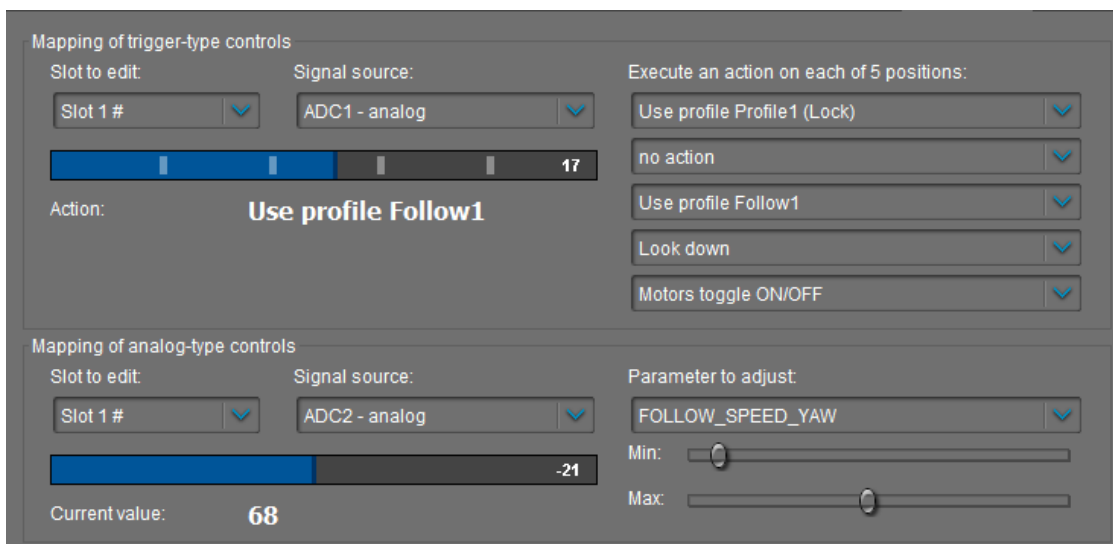 Mapping of trigger-type controls
Slot to edit:
Signal source:
Execute an action on each of 5 positions:
Slot 1 #
ADC1 - analog
Use profile Profile1 (Lock)
17
no action
Action:
Use profile Follow1
Use profile Follow1
Look down
Motors toggle ON/OFF
Mapping of analog-type controls
Slot to edit:
Signal source:
Parameter to adjust:
Slot 1 #
ADC2 - analog
FOLLOW_SPEED_YAW
Min:
-21
Max:
Current value:
68